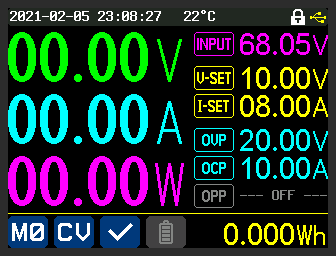 2021-02-05 23:08:27 22°C
00.00V
INPUT 68.05V
V-SET 10.00V
00.00A
I-SET 08.00A
OVP 20.00V
00.00W
OCP 10.00A
OPP --- OFF ---
M0 CV 0.000Wh